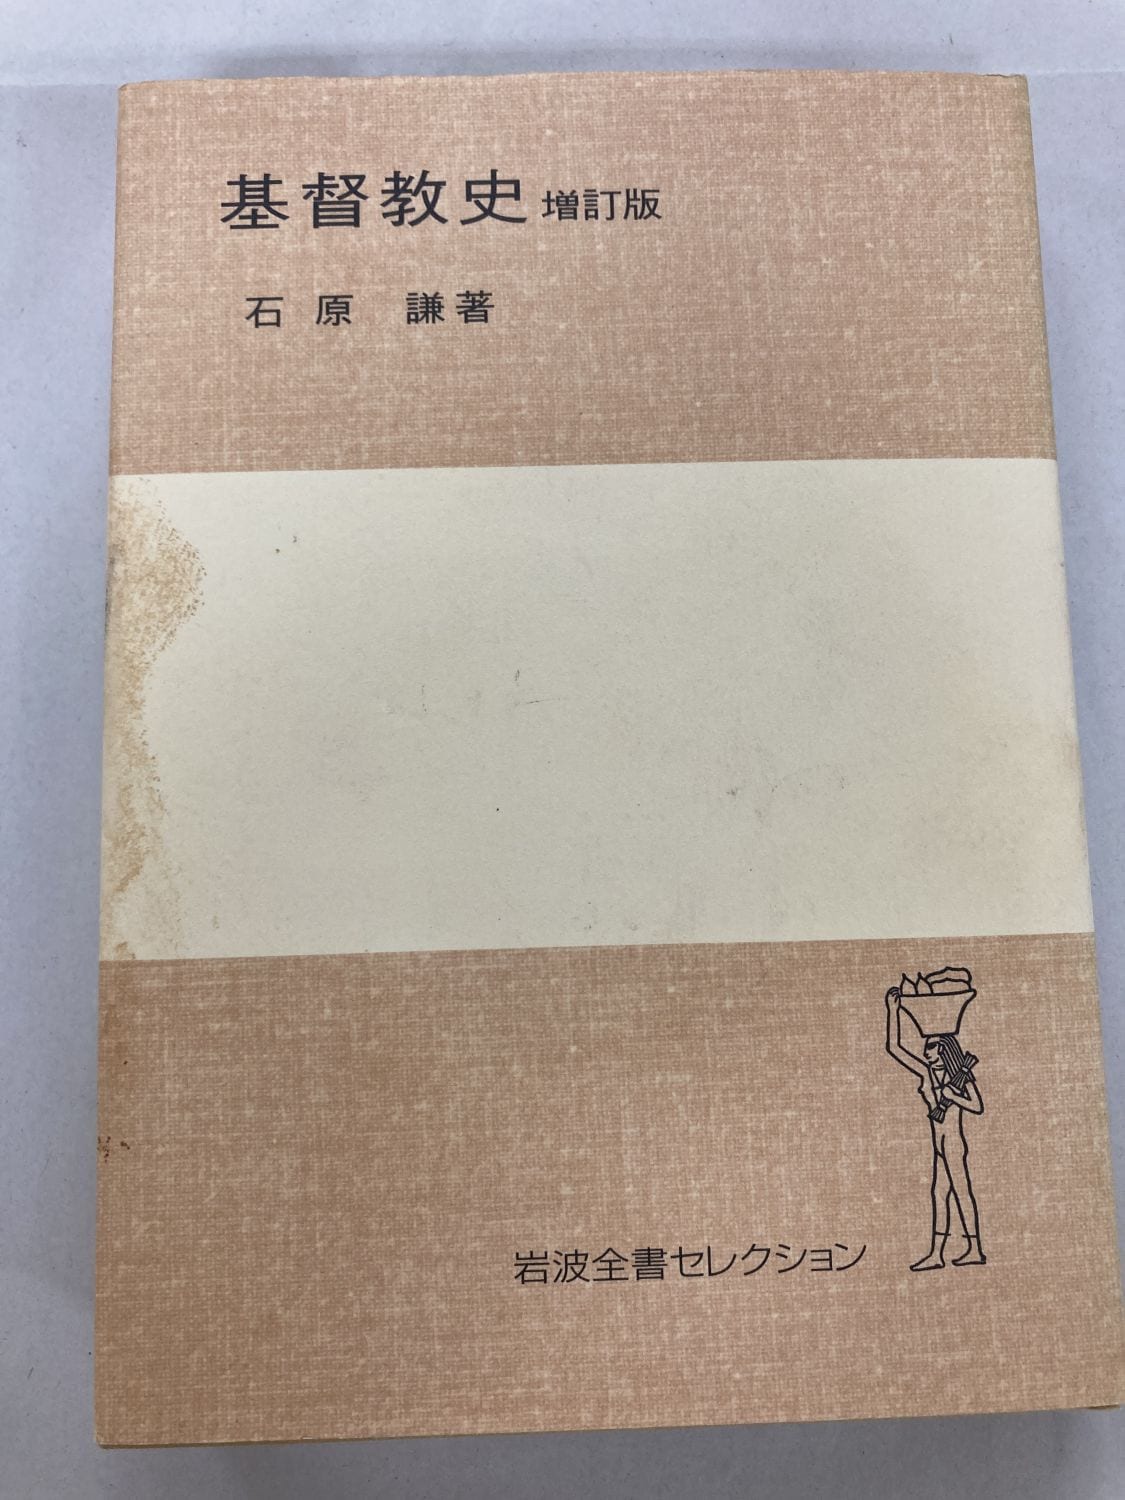 基督教史 増訂版
石原 謙著
岩波全書セレクション